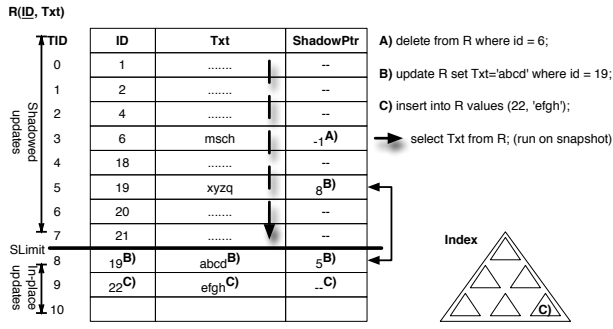 R(ID, Txt)
TID ID Txt ShadowPtr
0 1 ....... --
1 2 ....... --
2 4 ....... --
3 6 msch -1A)
4 18 ....... --
5 19 xyzq 8B)
6 20 ....... --
7 21 ....... --
SLimit
8 19B) abcdB) 5B)
9 22C) efghC) --C)
10
Shadowed
updates
In-place
updates
A) delete from R where id = 6;
B) update R set Txt='abcd' where id = 19;
C) insert into R values (22, 'efgh');
select Txt from R; (run on snapshot)
Index
C)